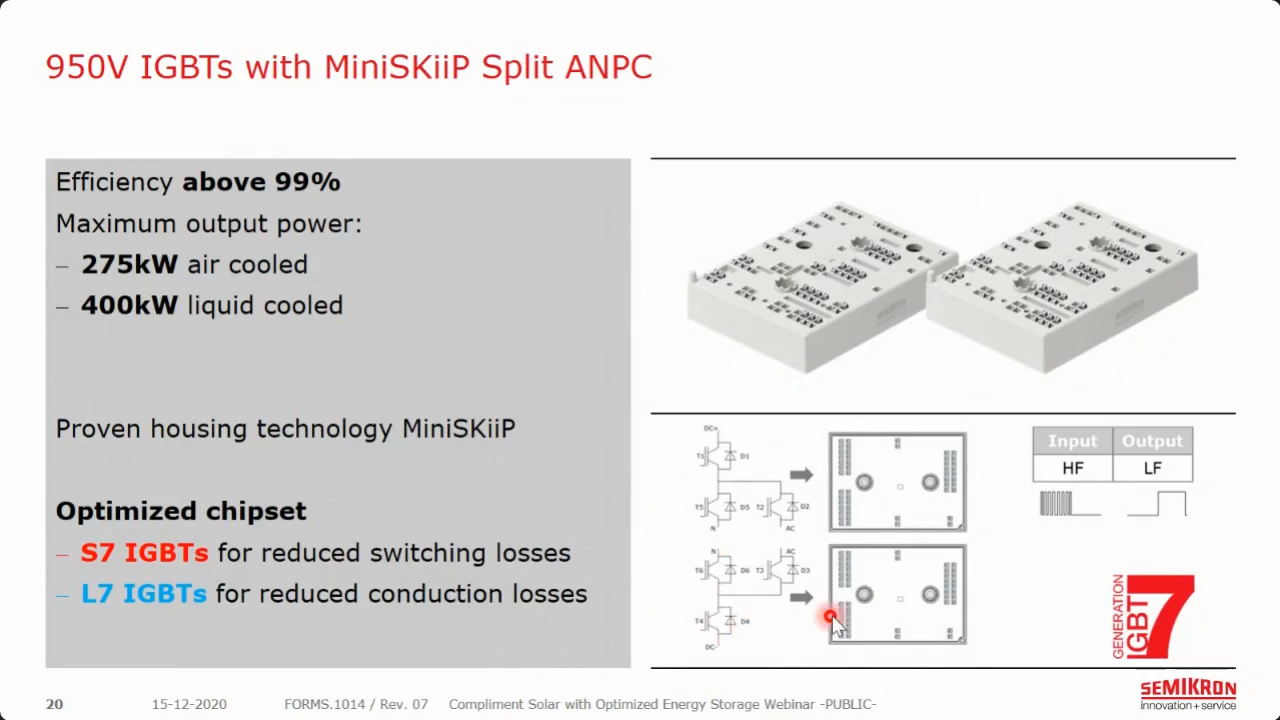 950V IGBTs with MiniSKiiP Split ANPC
Efficiency above 99%
Maximum output power:
– 275kW air cooled
– 400kW liquid cooled
Proven housing technology MiniSKiiP
Optimized chipset
– S7 IGBTs for reduced switching losses
– L7 IGBTs for reduced conduction losses
DC+
T1 D1
T5 D5 T2 D2
N AC
N AC
T6 D6 T3 D3
T4 D4
DC-
Input Output
HF LF
GENERATION
IGBT
7
SEMIKRON
innovation+service
20 15-12-2020 FORMS.1014 / Rev. 07 Compliment Solar with Optimized Energy Storage Webinar -PUBLIC-